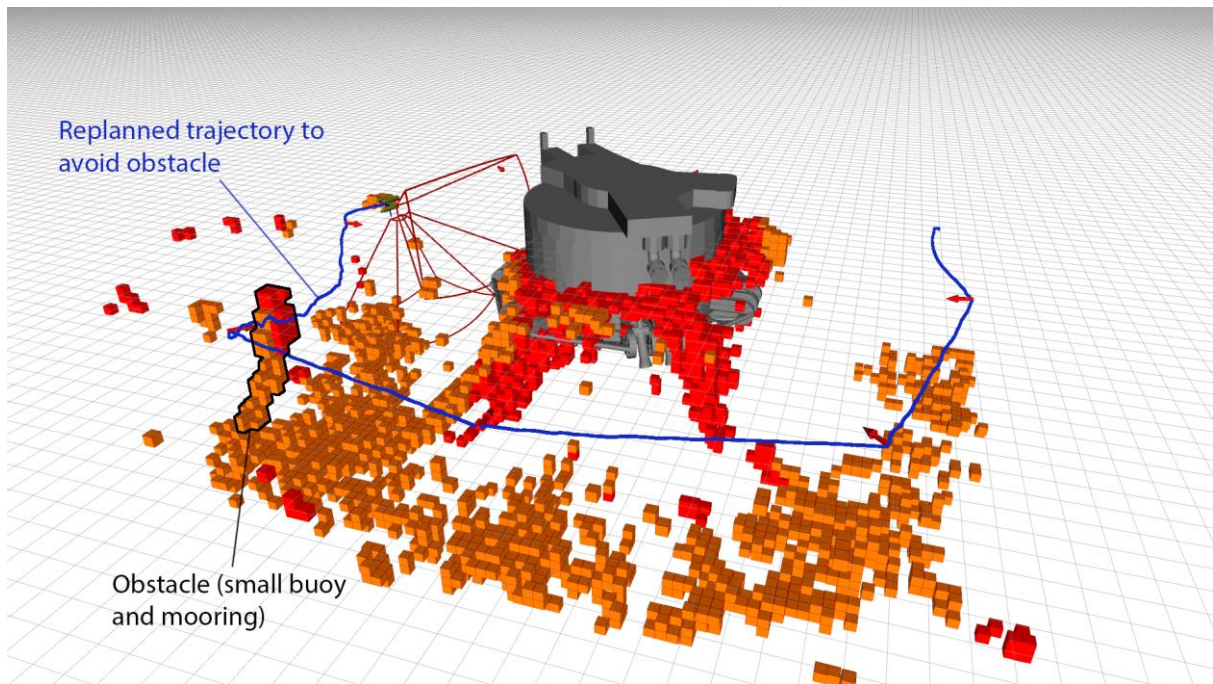 Replanned trajectory to
avoid obstacle
Obstacle (small buoy
and mooring)